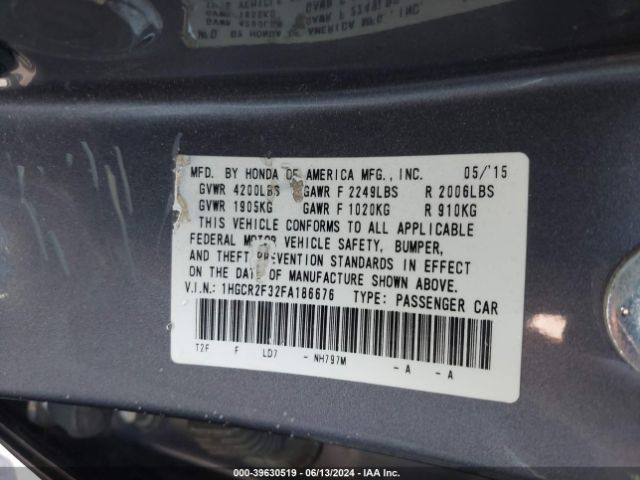 MFD. BY HONDA OF AMERICA MFG., INC. 05/'15
GVWR 4200LBS GAWR F 2249LBS R 2006LBS
GVWR 1905KG GAWR F 1020KG R 910KG
THIS VEHICLE CONFORMS TO ALL APPLICABLE
FEDERAL MOTOR VEHICLE SAFETY, BUMPER,
AND THEFT PREVENTION STANDARDS IN EFFECT
ON THE DATE OF MANUFACTURE SHOWN ABOVE.
V.I.N.: 1HGCR2F32FA186676 TYPE: PASSENGER CAR
T2F F LD7 - NH797M - A - A
000-39630519 - 06/13/2024 - IAA Inc.